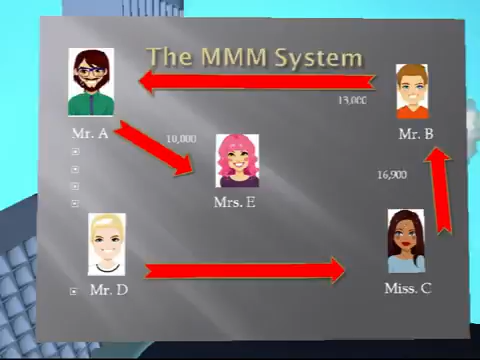 The MMM System
13,000
Mr. A
10,000
Mr. B
16,900
Mrs. E
Mr. D
Miss. C